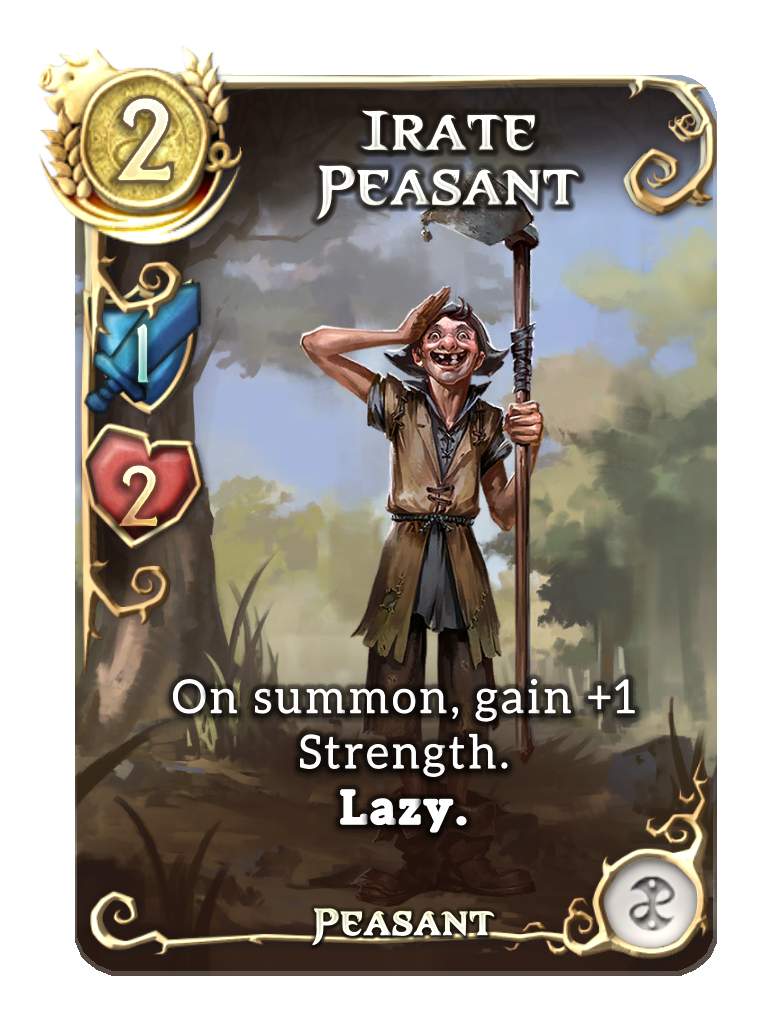 2
Irate
Peasant
1
2
On summon, gain +1
Strength.
Lazy.
Peasant